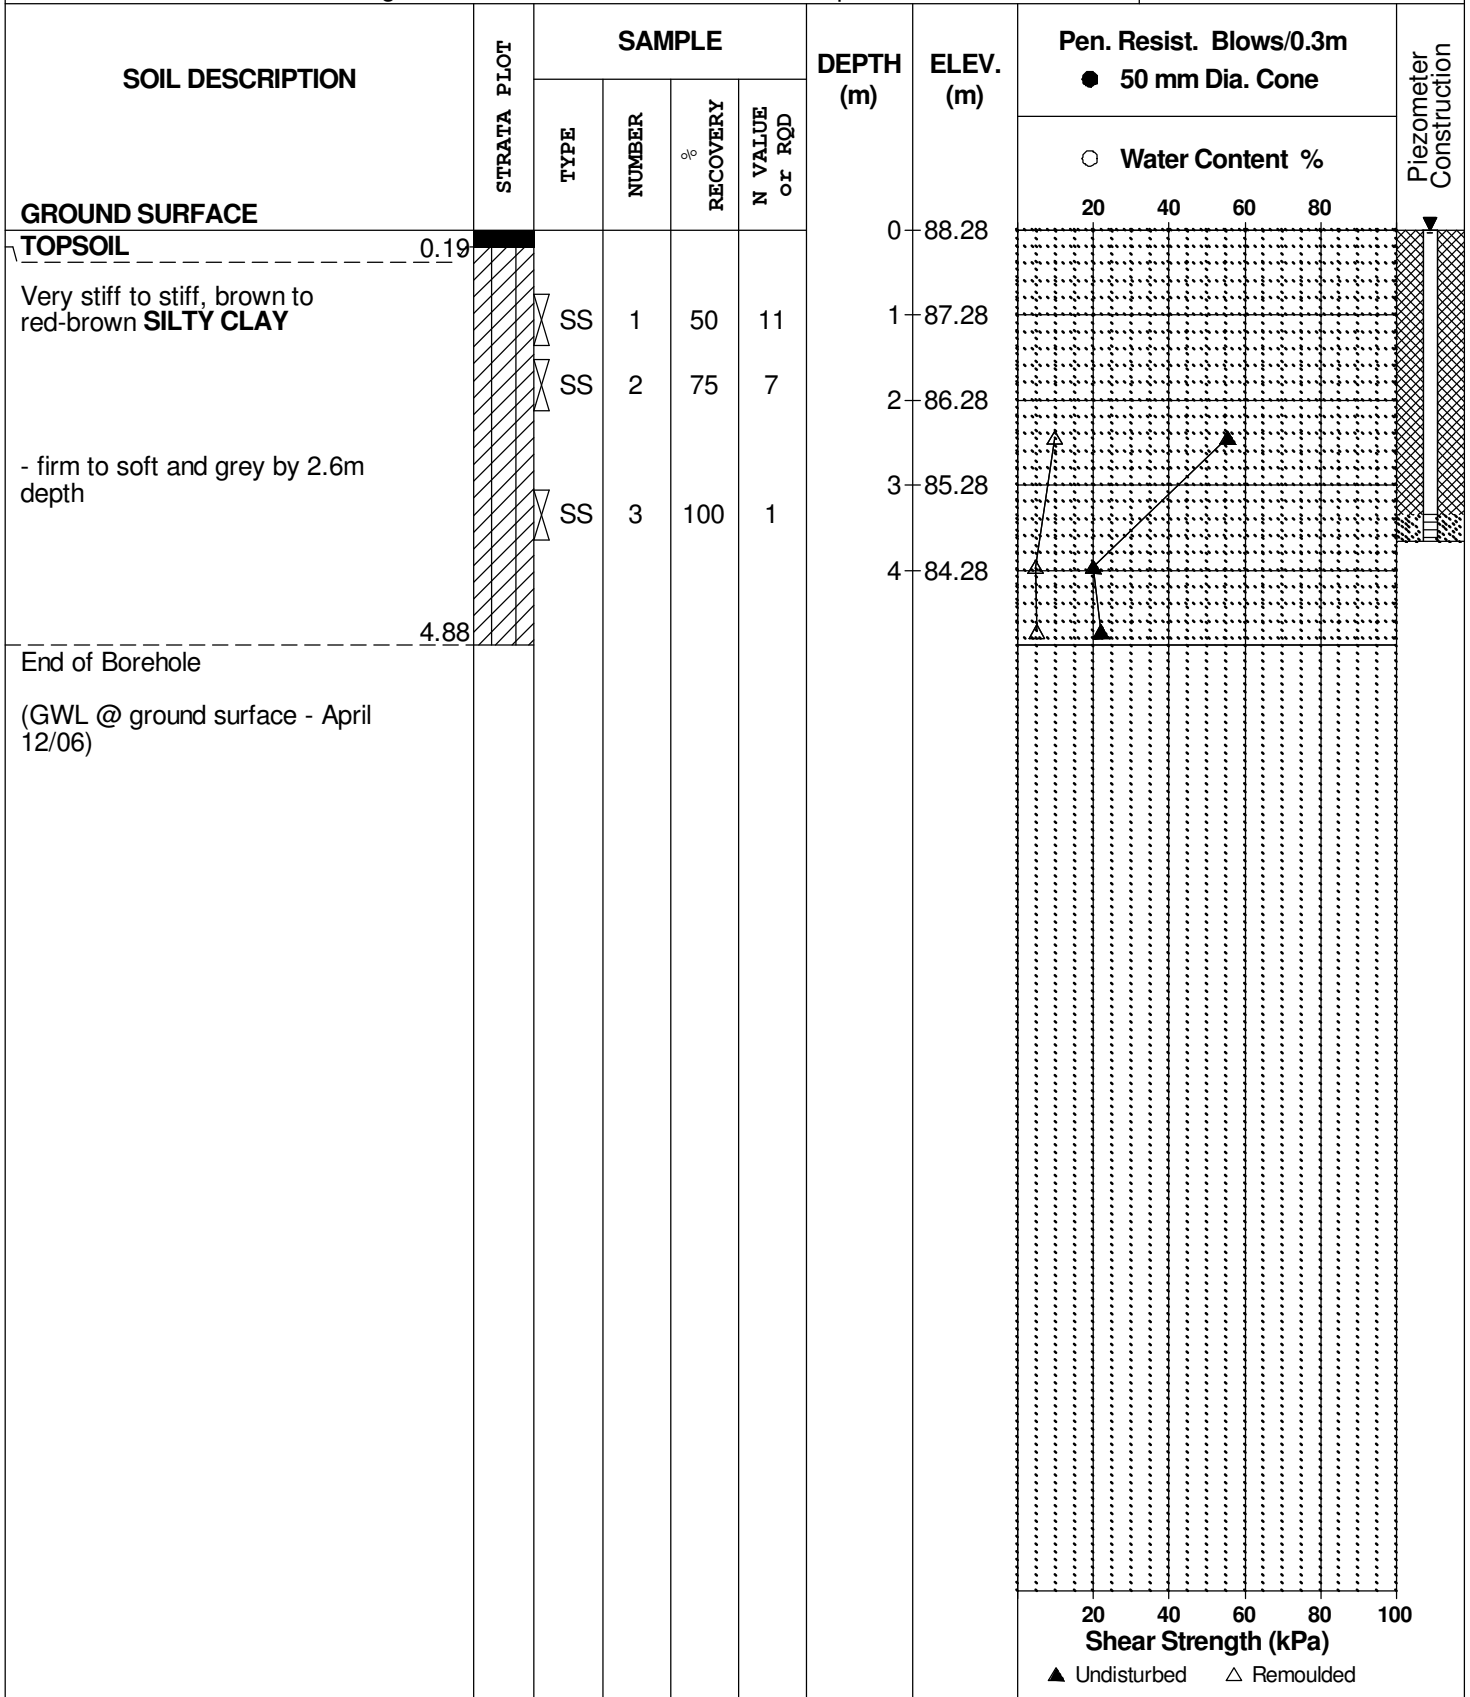 SOIL DESCRIPTION
GROUND SURFACE
STRATA PLOT
SAMPLE
TYPE
NUMBER
% RECOVERY
N VALUE or RQD
DEPTH (m)
ELEV. (m)
Pen. Resist. Blows/0.3m
● 50 mm Dia. Cone
○ Water Content %
20 40 60 80
Piezometer Construction
TOPSOIL 0.19
0 88.28
Very stiff to stiff, brown to
red-brown SILTY CLAY
SS 1 50 11
1 87.28
SS 2 75 7
2 86.28
- firm to soft and grey by 2.6m
depth
3 85.28
SS 3 100 1
4 84.28
4.88
End of Borehole
(GWL @ ground surface - April
12/06)
20 40 60 80 100
Shear Strength (kPa)
▲ Undisturbed △ Remoulded